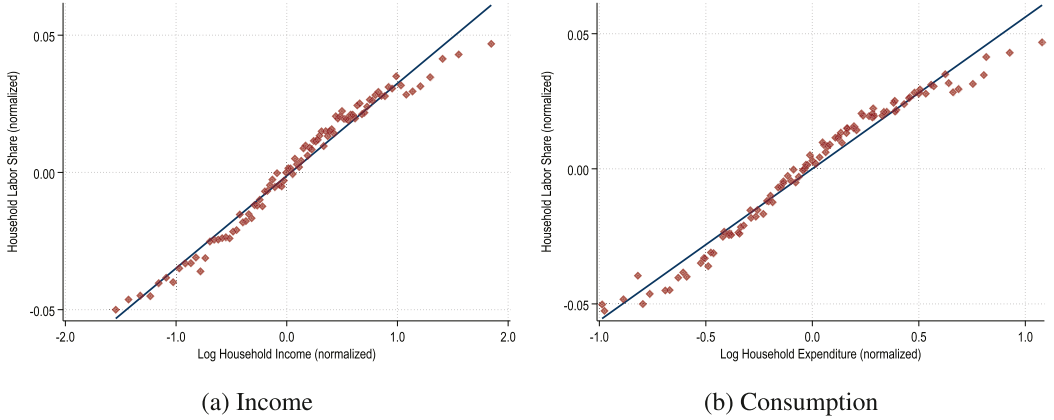 0.05
0.00
-0.05
Household Labor Share (normalized)
-2.0 -1.0 0.0 1.0 2.0
Log Household Income (normalized)
(a) Income
0.05
0.00
-0.05
Household Labor Share (normalized)
-1.0 -0.5 0.0 0.5 1.0
Log Household Expenditure (normalized)
(b) Consumption